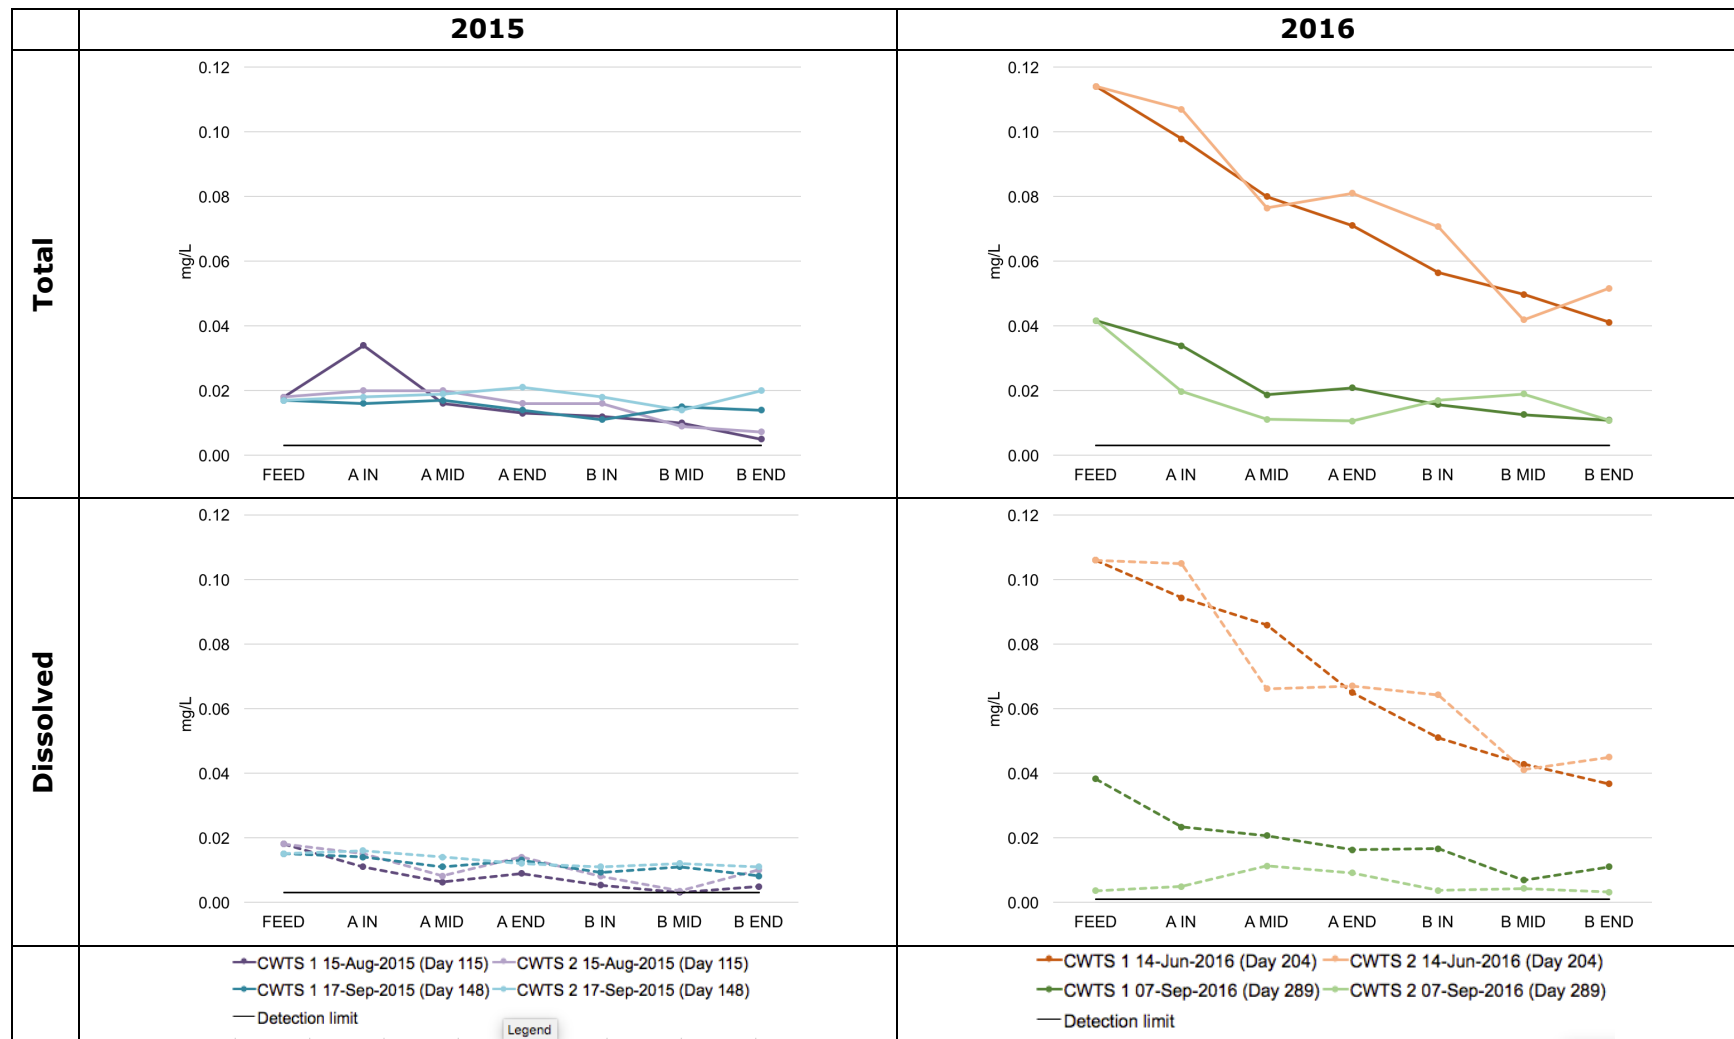 2015
2016
Total
0.12
0.10
0.08
0.06
0.04
0.02
0.00
mg/L
FEED A IN A MID A END B IN B MID B END
0.12
0.10
0.08
0.06
0.04
0.02
0.00
mg/L
FEED A IN A MID A END B IN B MID B END
Dissolved
0.12
0.10
0.08
0.06
0.04
0.02
0.00
mg/L
FEED A IN A MID A END B IN B MID B END
0.12
0.10
0.08
0.06
0.04
0.02
0.00
mg/L
FEED A IN A MID A END B IN B MID B END
CWTS 1 15-Aug-2015 (Day 115) CWTS 2 15-Aug-2015 (Day 115)
CWTS 1 17-Sep-2015 (Day 148) CWTS 2 17-Sep-2015 (Day 148)
Detection limit
Legend
CWTS 1 14-Jun-2016 (Day 204) CWTS 2 14-Jun-2016 (Day 204)
CWTS 1 07-Sep-2016 (Day 289) CWTS 2 07-Sep-2016 (Day 289)
Detection limit